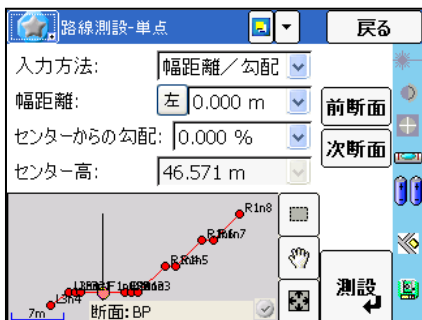 路線測設-単点
戻る
入力方法: 幅距離/勾配
幅距離: 左 0.000 m
前断面
センターからの勾配: 0.000 %
次断面
センター高: 46.571 m
R1n8
L3n4
7m
断面: BP
測設